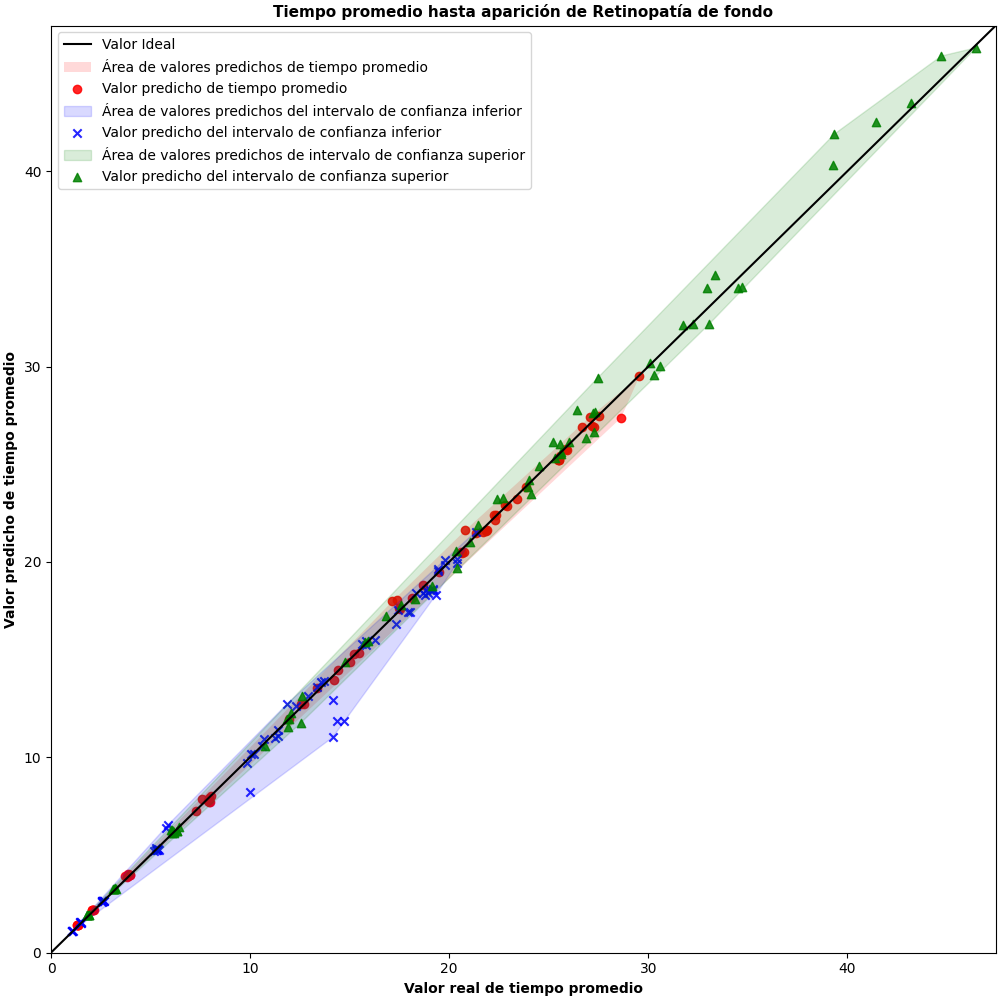 Tiempo promedio hasta aparición de Retinopatía de fondo
Valor Ideal
Área de valores predichos de tiempo promedio
Valor predicho de tiempo promedio
Área de valores predichos del intervalo de confianza inferior
Valor predicho del intervalo de confianza inferior
Área de valores predichos de intervalo de confianza superior
Valor predicho del intervalo de confianza superior
Valor predicho de tiempo promedio
40
30
20
10
0
0 10 20 30 40
Valor real de tiempo promedio